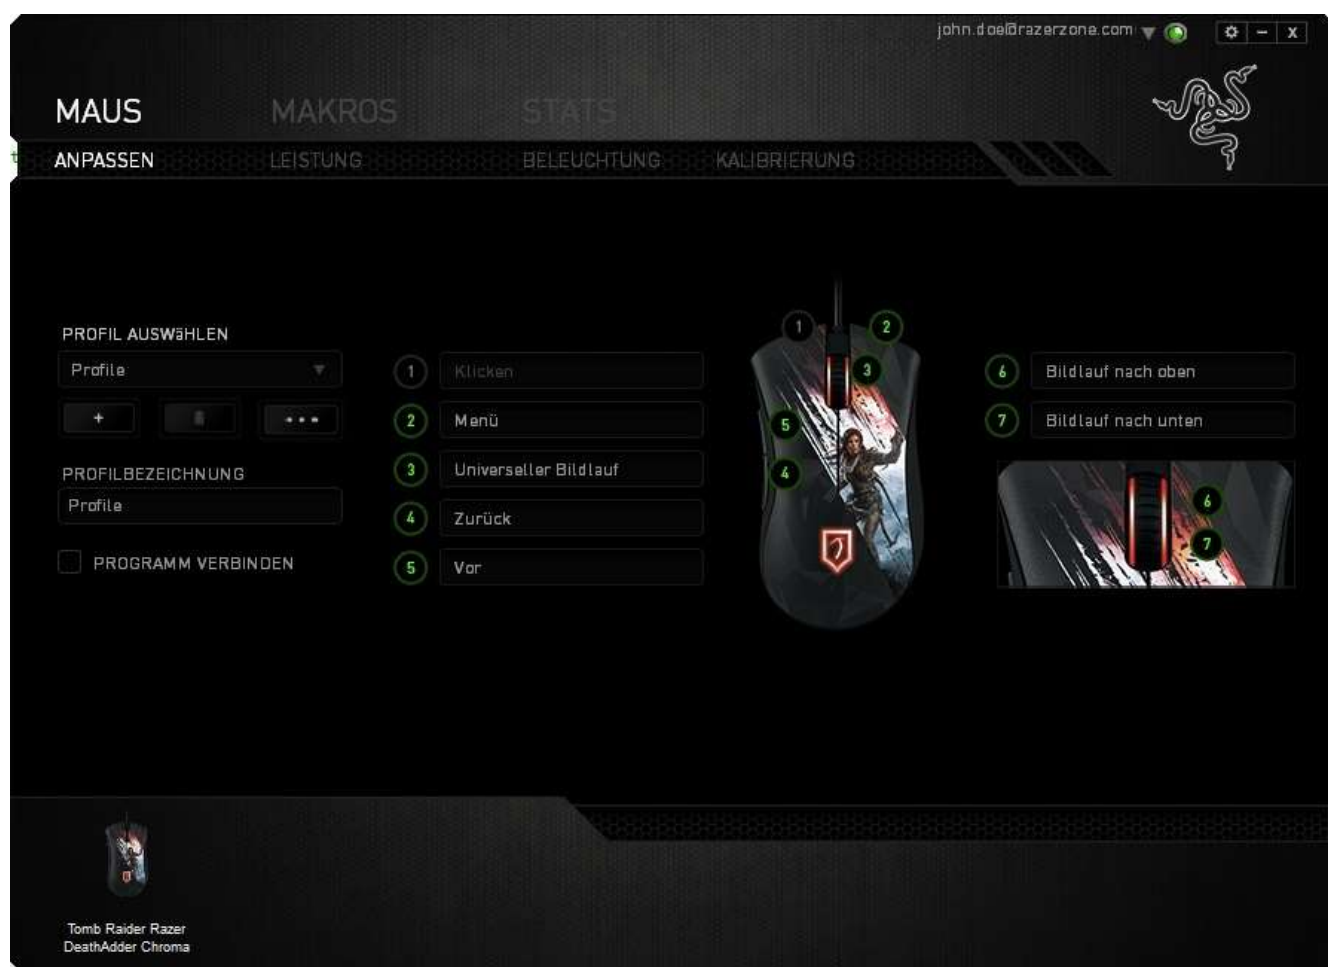 john.doe@razerzone.com
X
MAUS
MAKROS
STATS
ANPASSEN
LEISTUNG
BELEUCHTUNG
KALIBRIERUNG
PROFIL AUSWäHLEN
Profile
PROFILBEZEICHNUNG
Profile
PROGRAMM VERBINDEN
1 Klicken
2 Menü
3 Universeller Bildlauf
4 Zurück
5 Vor
1
2
3
5
4
6 Bildlauf nach oben
7 Bildlauf nach unten
6
7
Tomb Raider Razer
DeathAdder Chroma